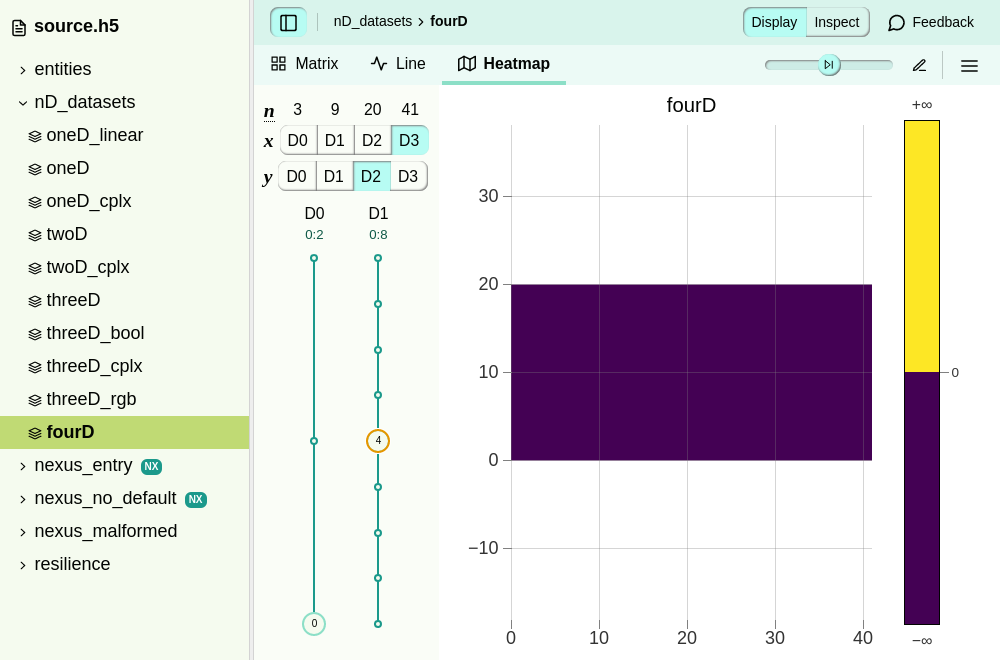 source.h5
nD_datasets › fourD
Display
Inspect
Feedback
Matrix
Line
Heatmap
entities
nD_datasets
oneD_linear
oneD
oneD_cplx
twoD
twoD_cplx
threeD
threeD_bool
threeD_cplx
threeD_rgb
fourD
nexus_entry NX
nexus_no_default NX
nexus_malformed
resilience
n 3 9 20 41
x D0 D1 D2 D3
y D0 D1 D2 D3
D0 D1
0:2 0:8
4
0
fourD
30
20
10
0
−10
0 10 20 30 40
+∞
0
−∞